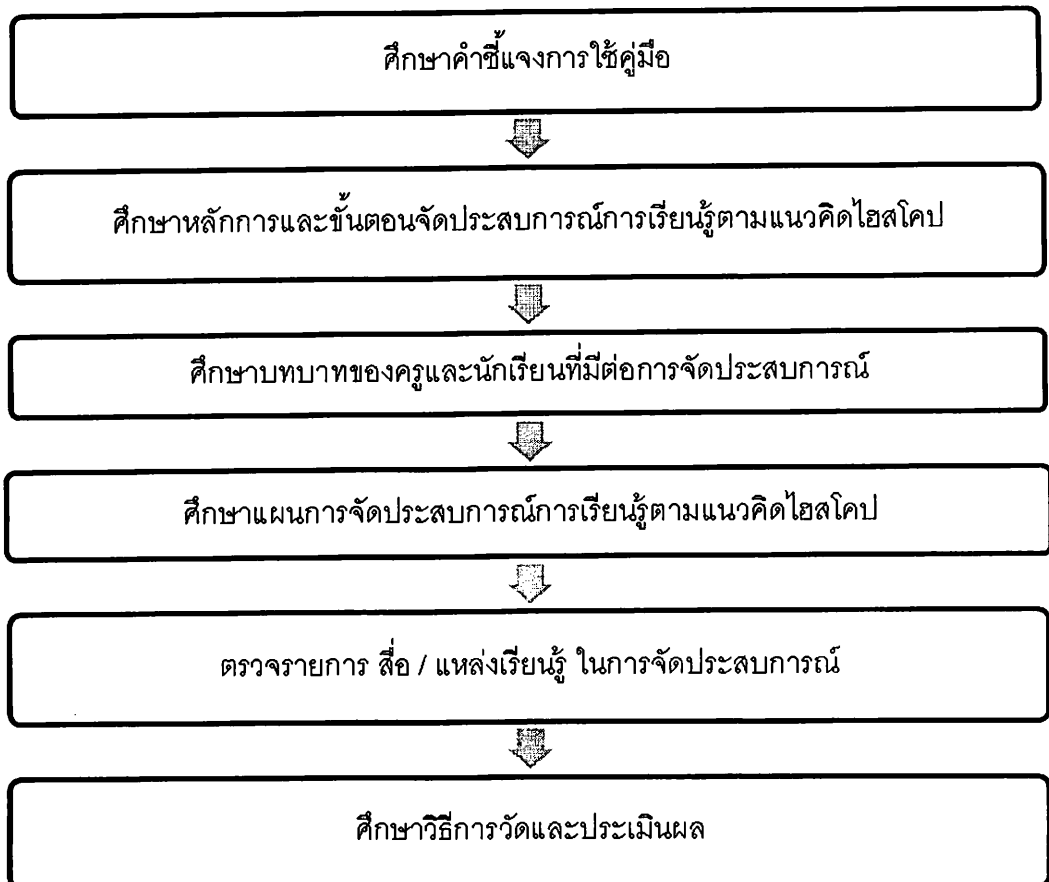 ศึกษาคำชี้แจงการใช้คู่มือ
ศึกษาหลักการและขั้นตอนจัดประสบการณ์การเรียนรู้ตามแนวคิดไฮสโคป
ศึกษาบทบาทของครูและนักเรียนที่มีต่อการจัดประสบการณ์
ศึกษาแผนการจัดประสบการณ์การเรียนรู้ตามแนวคิดไฮสโคป
ตรวจรายการ สื่อ / แหล่งเรียนรู้ ในการจัดประสบการณ์
ศึกษาวิธีการวัดและประเมินผล